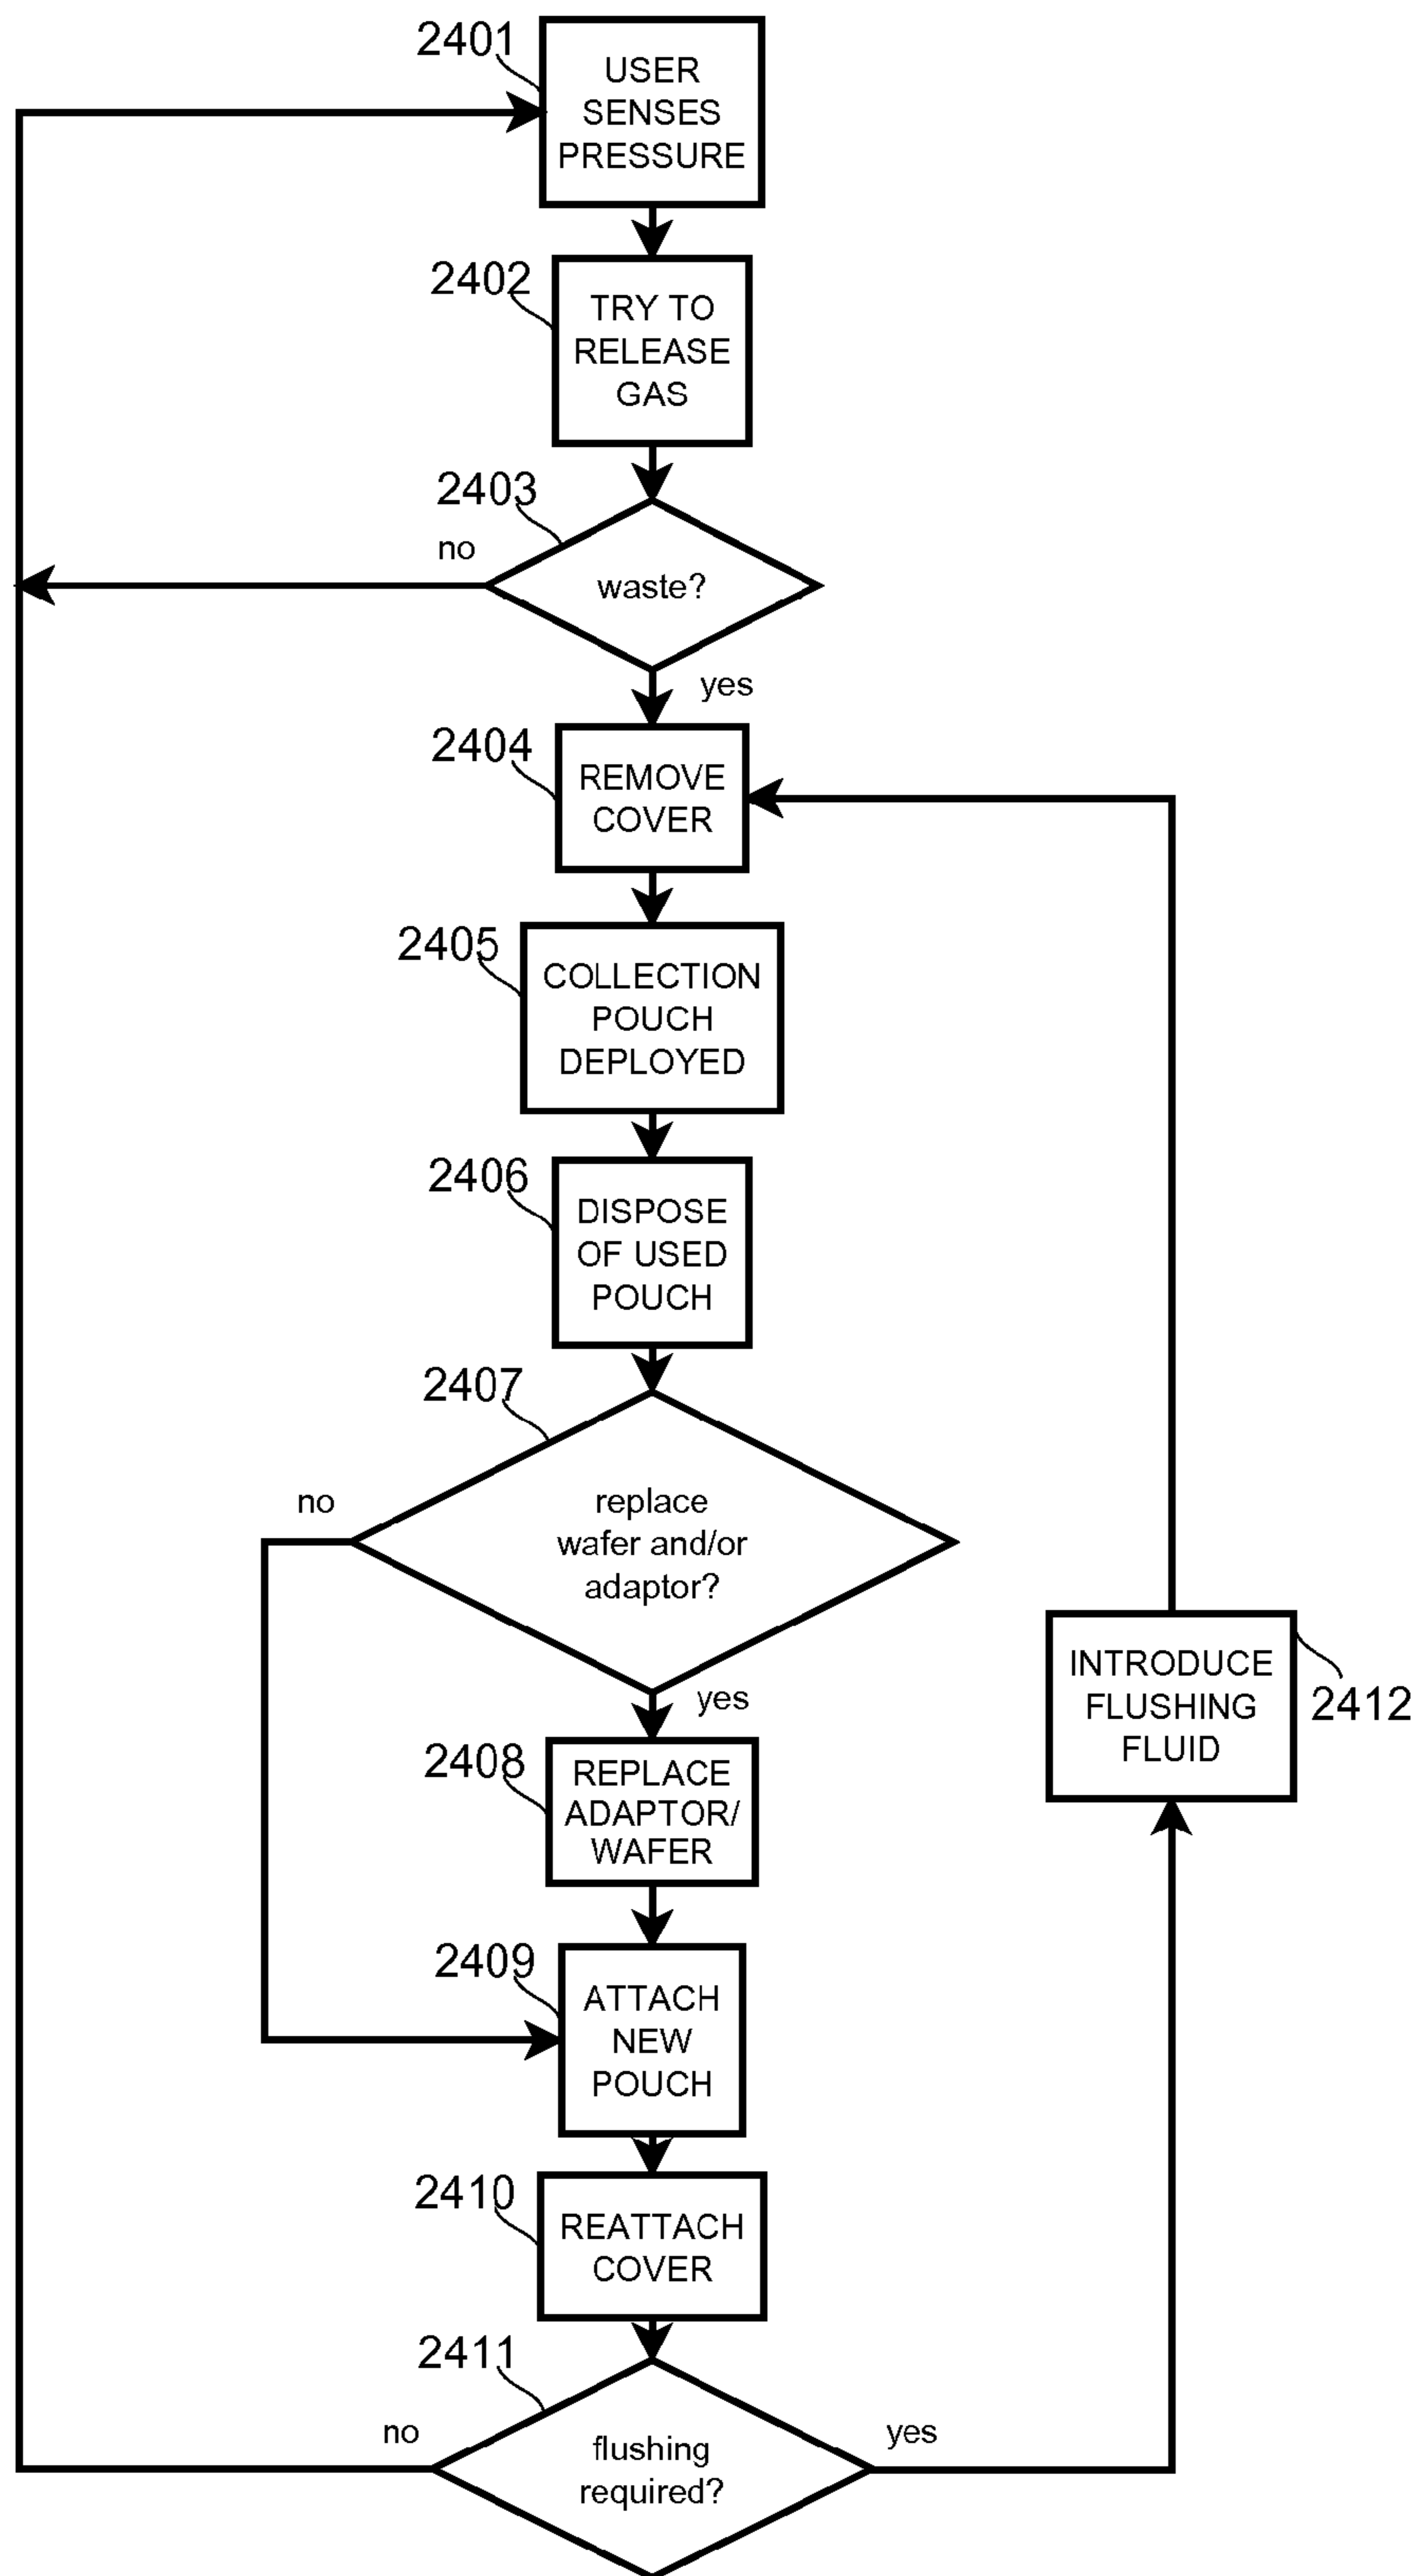 2401
USER
SENSES
PRESSURE
2402
TRY TO
RELEASE
GAS
2403
no
waste?
yes
2404
REMOVE
COVER
2405
COLLECTION
POUCH
DEPLOYED
2406
DISPOSE
OF USED
POUCH
2407
no
replace
wafer and/or
adaptor?
yes
INTRODUCE
FLUSHING
FLUID
2412
2408
REPLACE
ADAPTOR/
WAFER
2409
ATTACH
NEW
POUCH
2410
REATTACH
COVER
2411
no
flushing
required?
yes